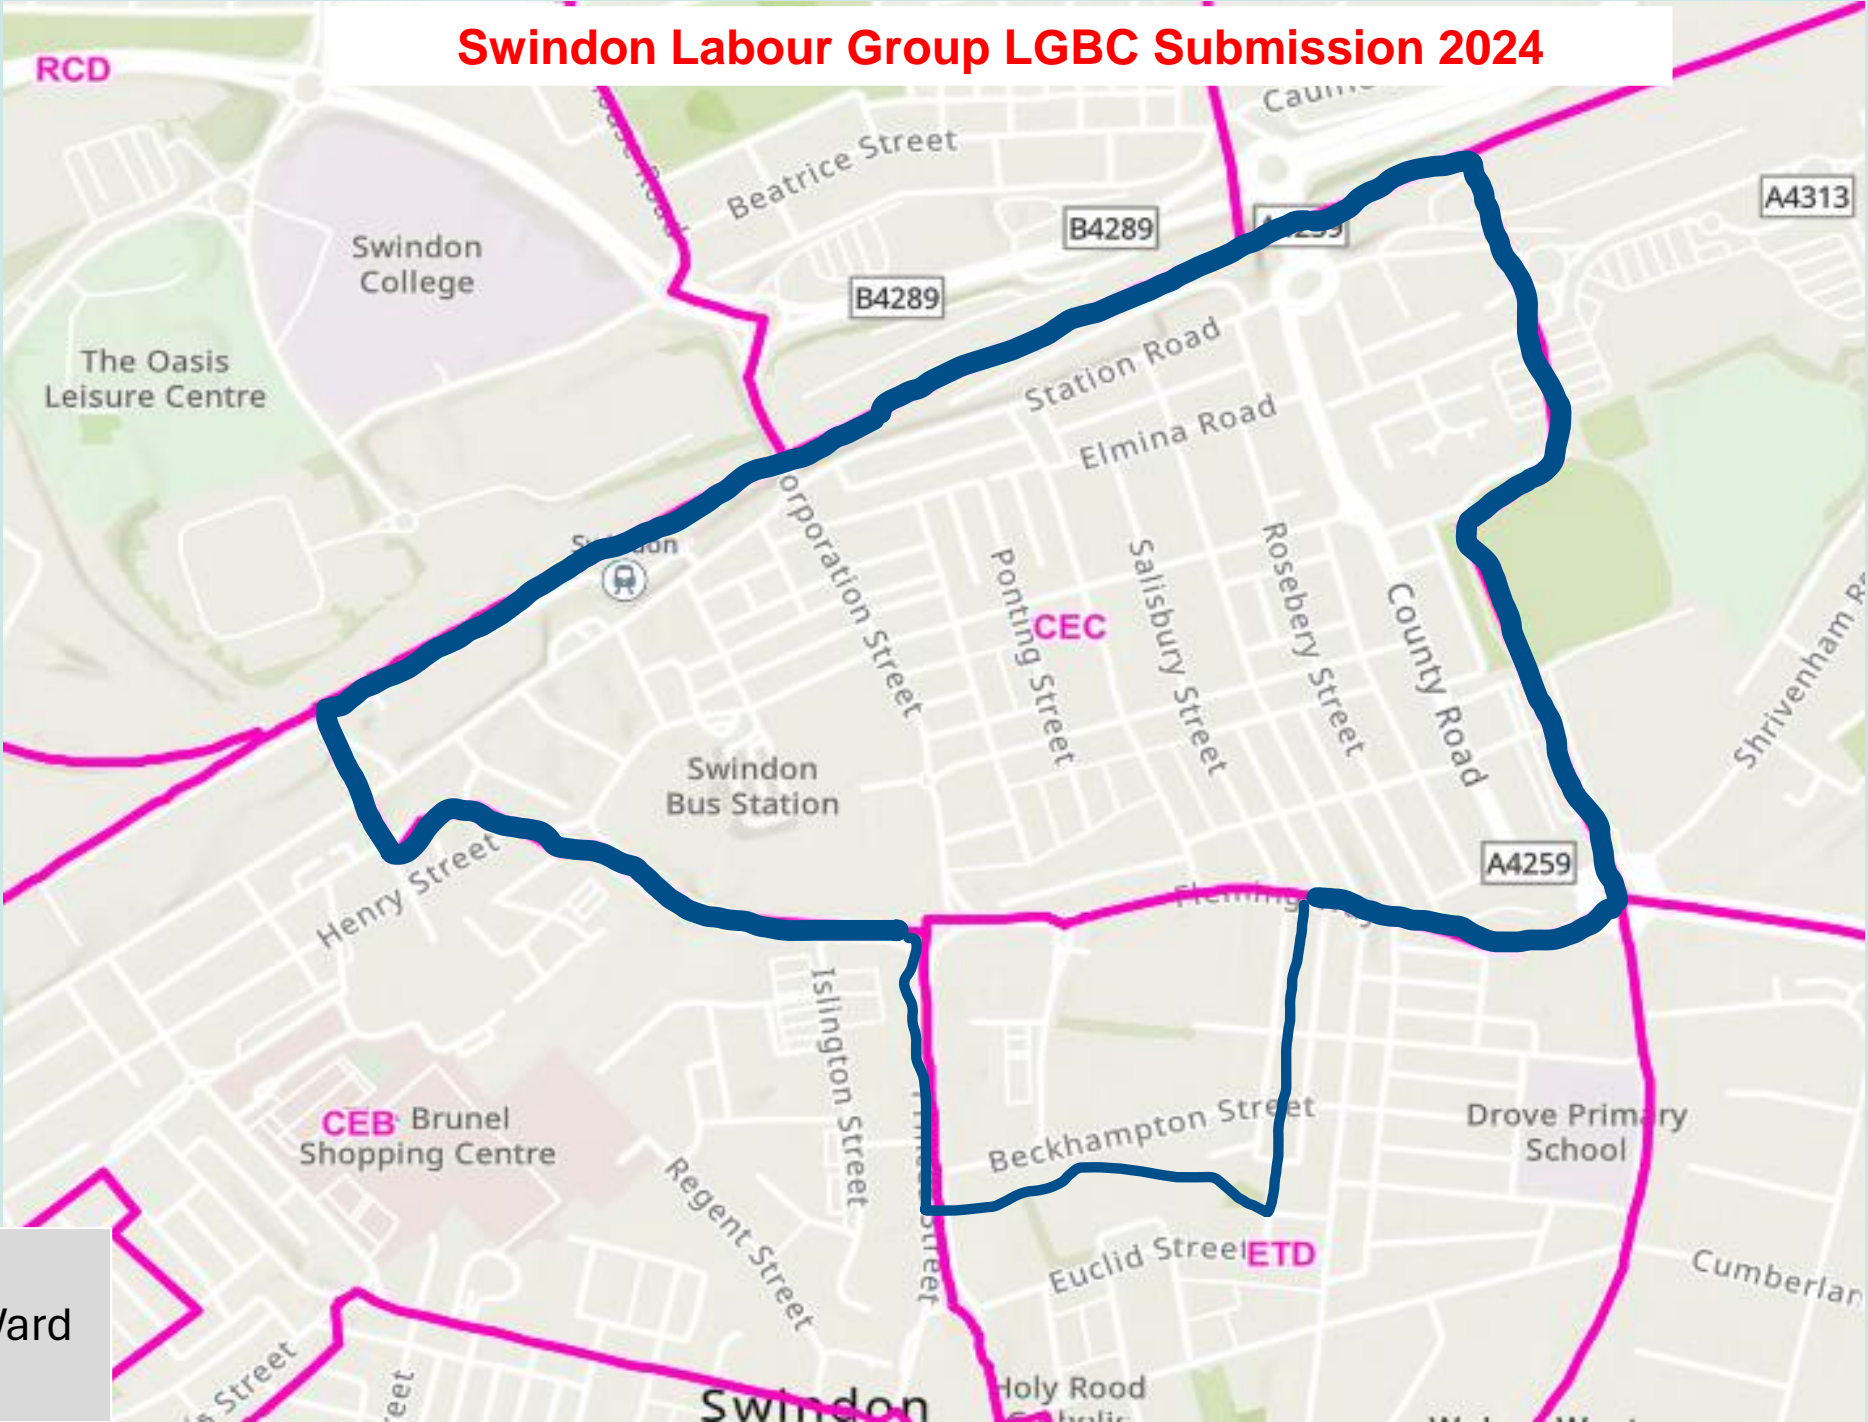 Swindon Labour Group LGBC Submission 2024
RCD
Beatrice Street
A4313
B4289
B4289
Swindon
College
The Oasis
Leisure Centre
Station Road
Elmina Road
Ponting Street
Salisbury Street
Rosebery Street
County Road
CEC
Shrivenham
Swindon
Bus Station
A4259
Henry Street
Islington Street
CEB
Brunel
Shopping Centre
Beckhampton Street
Drove Primary
School
Regent Street
Street
Euclid Street
ETD
Street
Swindon
Holy Rood